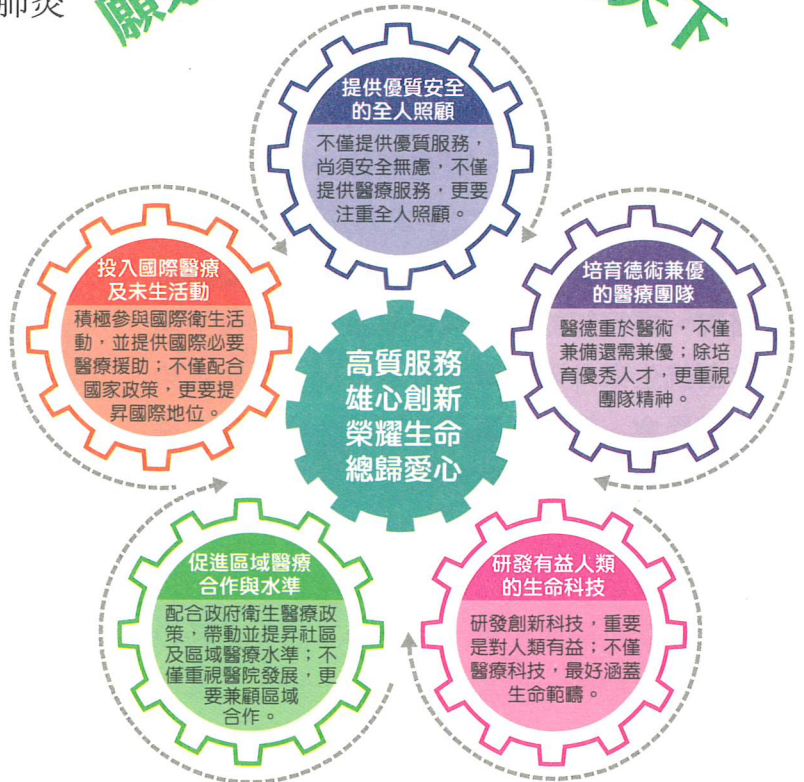 肺炎
願
下
提供優質安全
的全人照顧
不僅提供優質服務，
尚須安全無慮，不僅
提供醫療服務，更要
注重全人照顧。
培育德術兼優
的醫療團隊
醫德重於醫術，不僅
兼備還需兼優；除培
育優秀人才，更重視
團隊精神。
研發有益人類
的生命科技
研發創新科技，重要
是對人類有益；不僅
醫療科技，最好涵蓋
生命範疇。
促進區域醫療
合作與水準
配合政府衛生醫療政
策，帶動並提昇社區
及區域醫療水準；不
僅重視醫院發展，更
要兼顧區域
合作。
投入國際醫療
及未生活動
積極參與國際衛生活
動，並提供國際必要
醫療援助；不僅配合
國家政策，更要提
昇國際地位。
高質服務
雄心創新
榮耀生命
總歸愛心